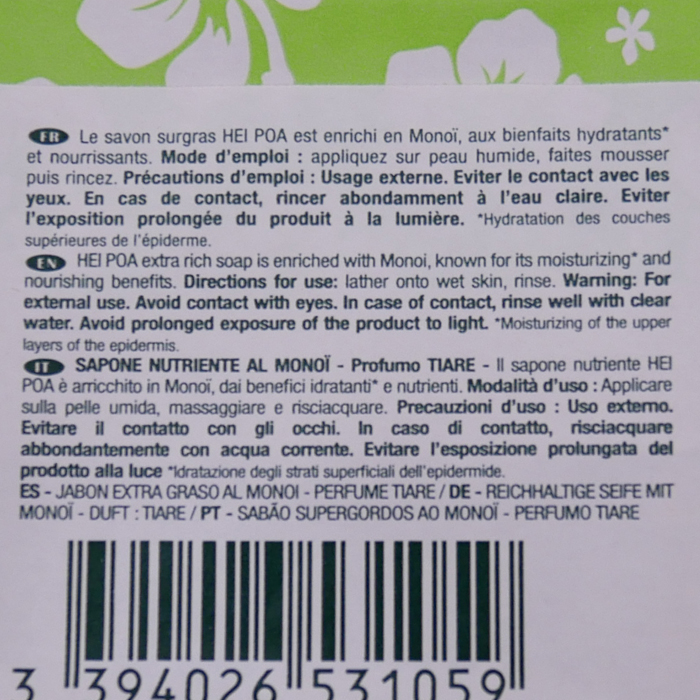 FR Le savon surgras HEI POA est enrichi en Monoï, aux bienfaits hydratants*
et nourrissants. Mode d'emploi : appliquez sur peau humide, faites mousser
puis rincez. Précautions d'emploi : Usage externe. Eviter le contact avec les
yeux. En cas de contact, rincer abondamment à l'eau claire. Eviter
l'exposition prolongée du produit à la lumière. *Hydratation des couches
supérieures de l'épiderme.
EN HEI POA extra rich soap is enriched with Monoi, known for its moisturizing* and
nourishing benefits. Directions for use: lather onto wet skin, rinse. Warning: For
external use. Avoid contact with eyes. In case of contact, rinse well with clear
water. Avoid prolonged exposure of the product to light. *Moisturizing of the upper
layers of the epidermis.
IT SAPONE NUTRIENTE AL MONOÏ - Profumo TIARE - Il sapone nutriente HEI
POA è arricchito in Monoï, dai benefici idratanti* e nutrienti. Modalità d'uso : Applicare
sulla pelle umida, massaggiare e risciacquare. Precauzioni d'uso : Uso externo.
Evitare il contatto con gli occhi. In caso di contatto, risciacquare
abbondantemente con acqua corrente. Evitare l'esposizione prolungata del
prodotto alla luce *Idratazione degli strati superficiali dell'epidermide.
ES - JABON EXTRA GRASO AL MONOI - PERFUME TIARE / DE - REICHHALTIGE SEIFE MIT
MONOÏ - DUFT : TIARE / PT - SABÃO SUPERGORDOS AO MONOÏ - PERFUMO TIARE
3 394026 531059